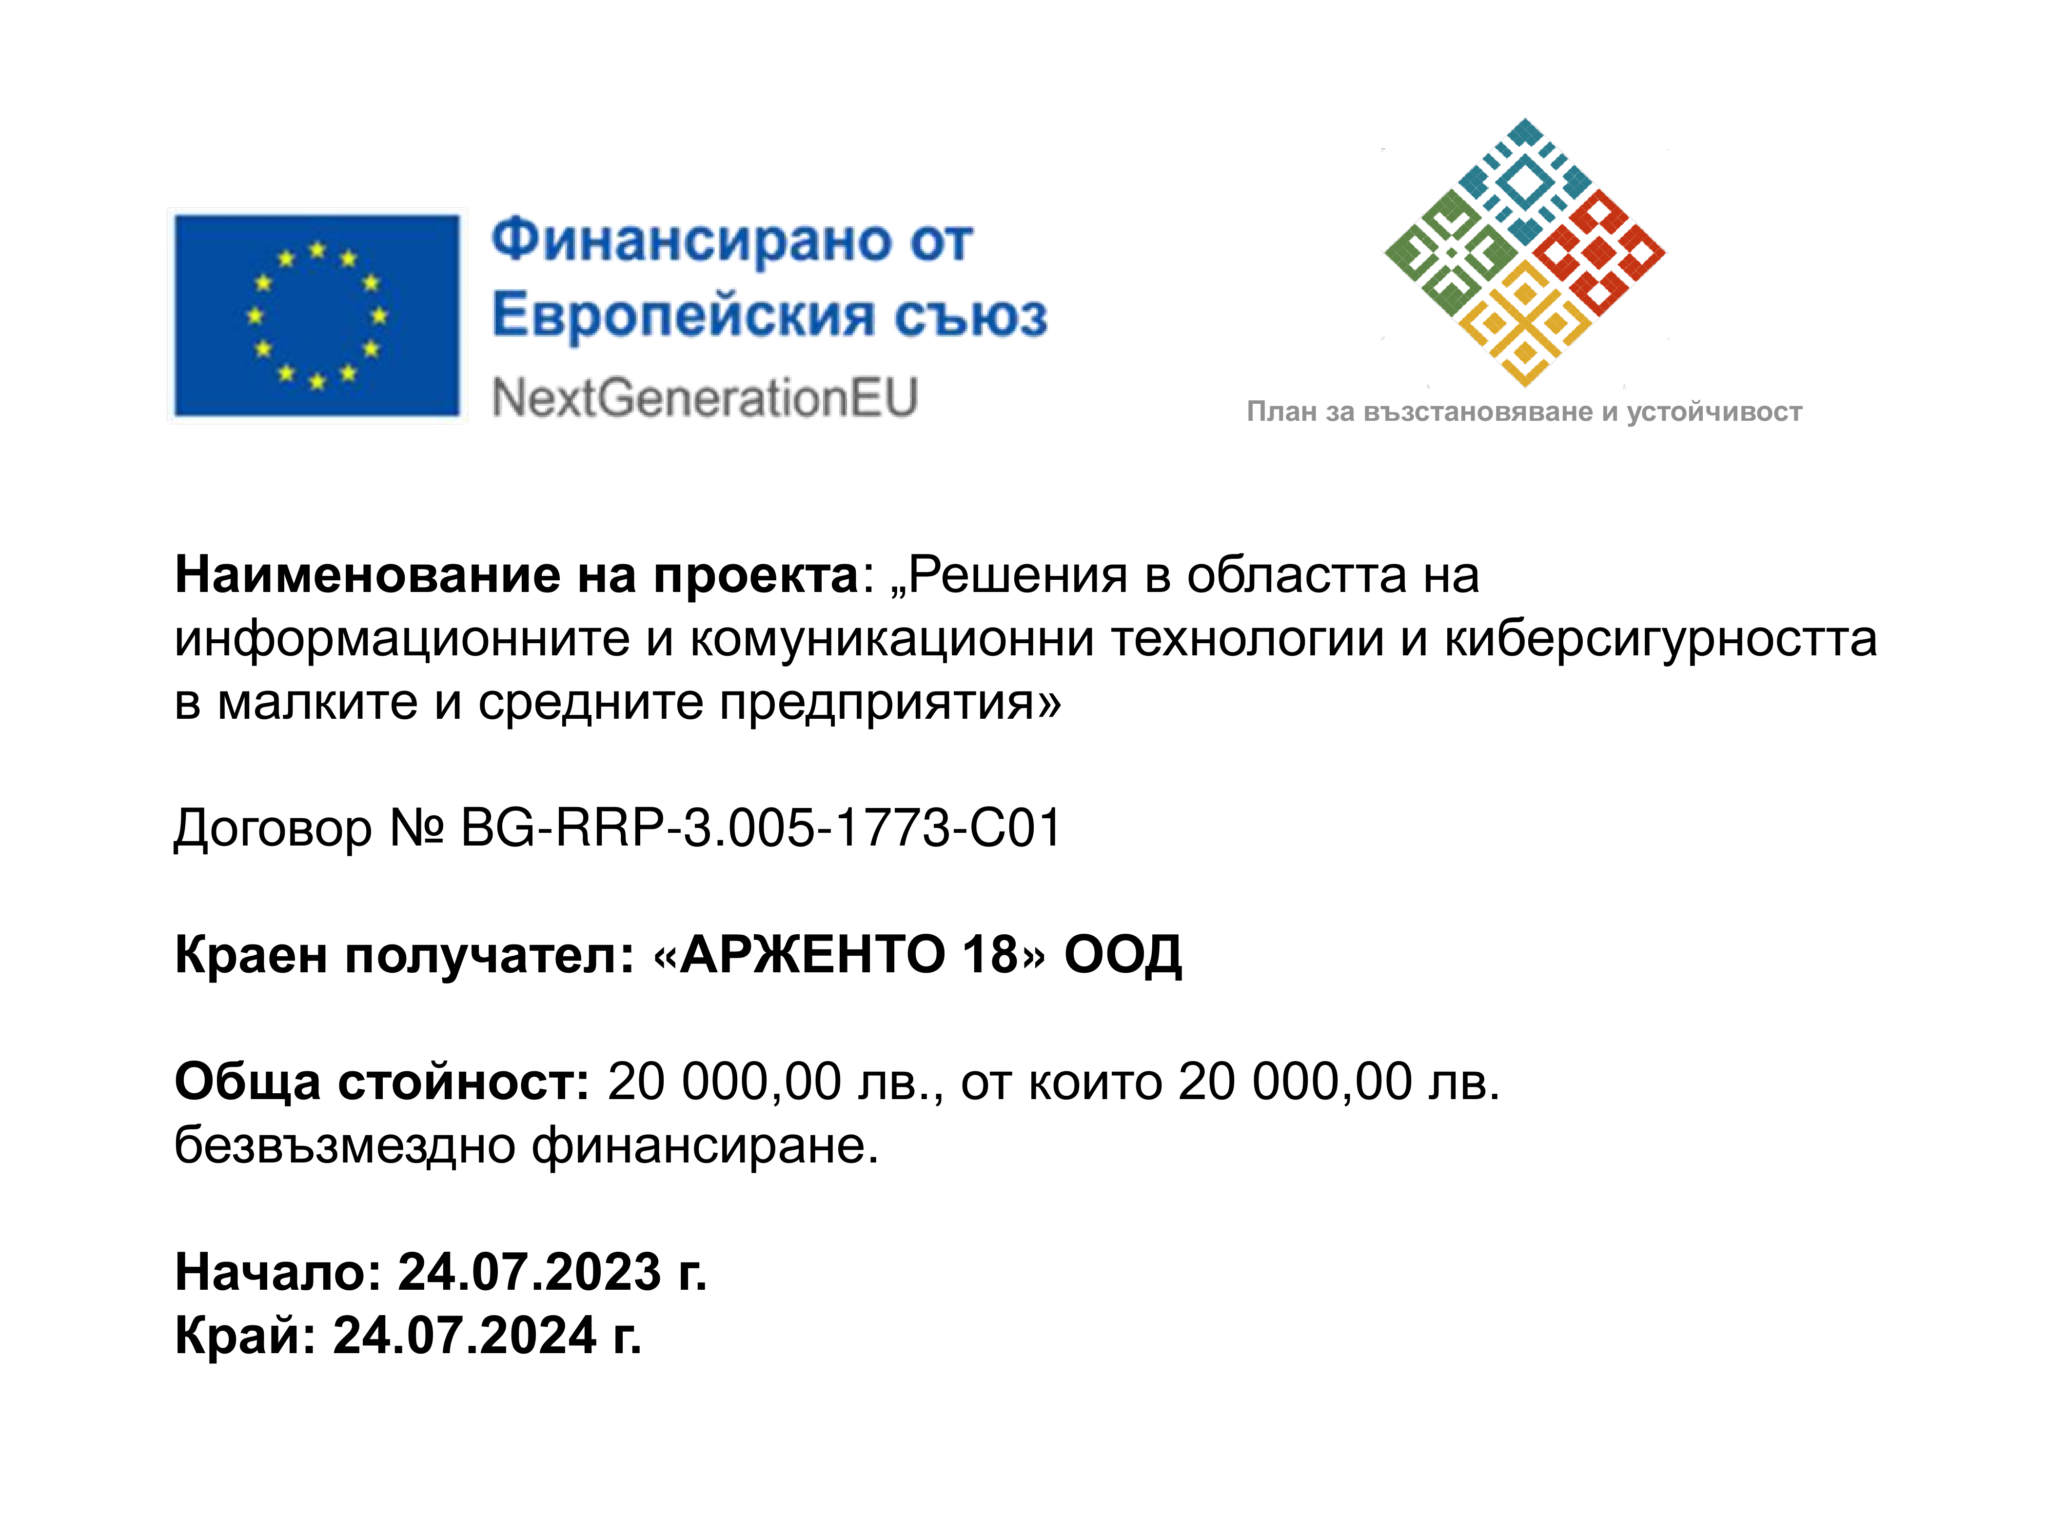 Финансирано от
Европейския съюз
NextGenerationEU
План за възстановяване и устойчивост
Наименование на проекта: „Решения в областта на
информационните и комуникационни технологии и киберсигурността
в малките и средните предприятия»
Договор № BG-RRP-3.005-1773-C01
Краен получател: «АРЖЕНТО 18» ООД
Обща стойност: 20 000,00 лв., от които 20 000,00 лв.
безвъзмездно финансиране.
Начало: 24.07.2023 г.
Край: 24.07.2024 г.